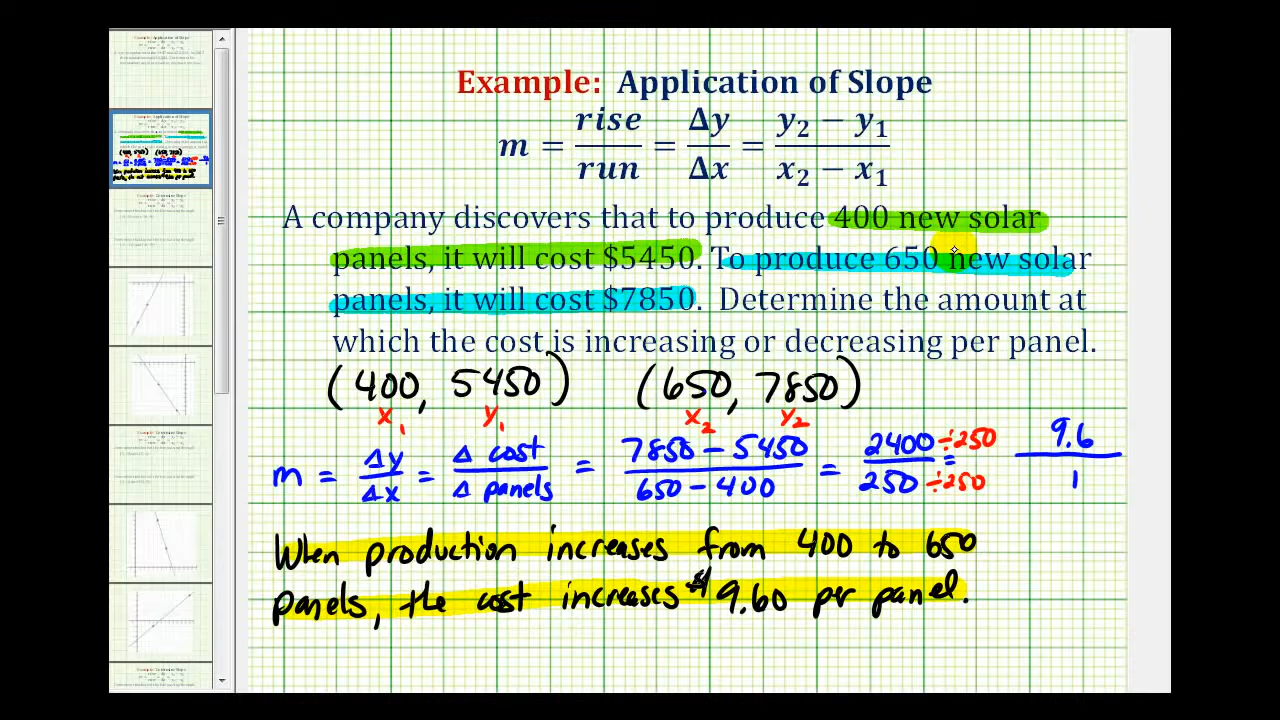 Example: Application of Slope
m = rise/run = Δy/Δx = y₂ − y₁/x₂ − x₁
A company discovers that to produce 400 new solar
panels, it will cost $5450. To produce 650 new solar
panels, it will cost $7850. Determine the amount at
which the cost is increasing or decreasing per panel.
(400, 5450) (650, 7850)
x₁ y₁ x₂ y₂
m = Δy/Δx = Δ cost/Δ panels = 7850 − 5450/650 − 400 = 2400 ÷250/250 ÷250 = 9.6/1
When production increases from 400 to 650
panels, the cost increases $9.60 per panel.